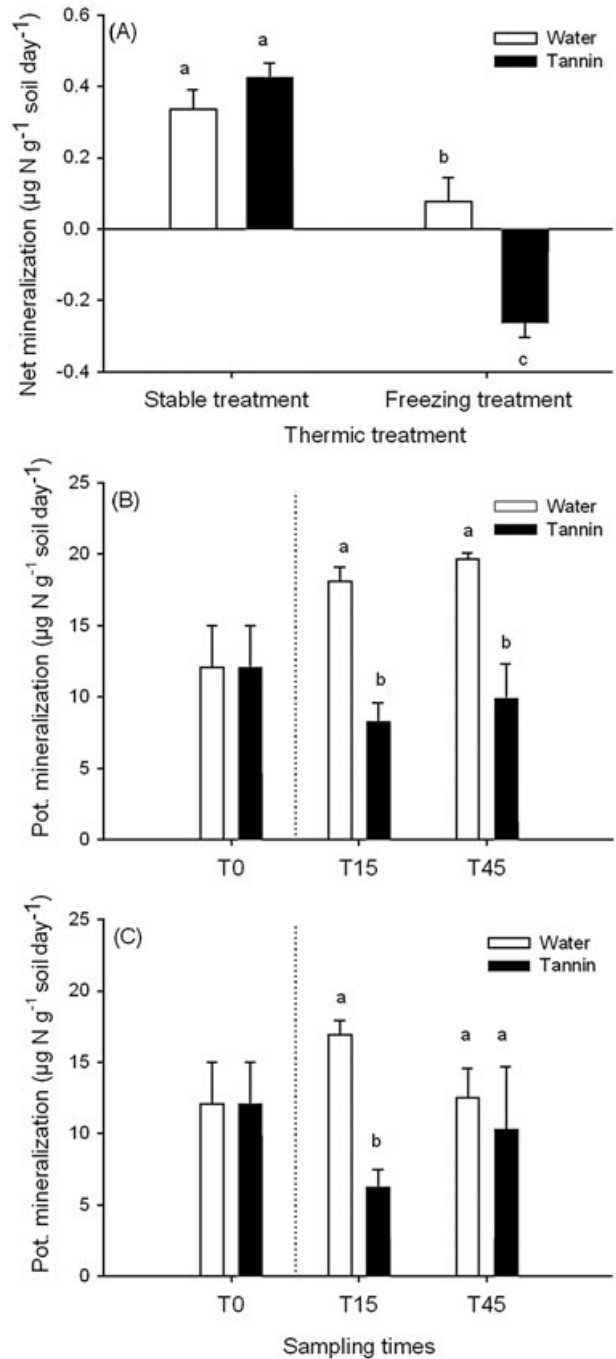 (A)
Water
Tannin
Net mineralization (µg N g⁻¹ soil day⁻¹)
0.6
0.4
0.2
0.0
-0.2
-0.4
a
a
b
c
Stable treatment
Freezing treatment
Thermic treatment
(B)
Water
Tannin
Pot. mineralization (µg N g⁻¹ soil day⁻¹)
25
20
15
10
5
0
a
b
a
b
T0
T15
T45
(C)
Water
Tannin
Pot. mineralization (µg N g⁻¹ soil day⁻¹)
25
20
15
10
5
0
a
b
a
a
T0
T15
T45
Sampling times